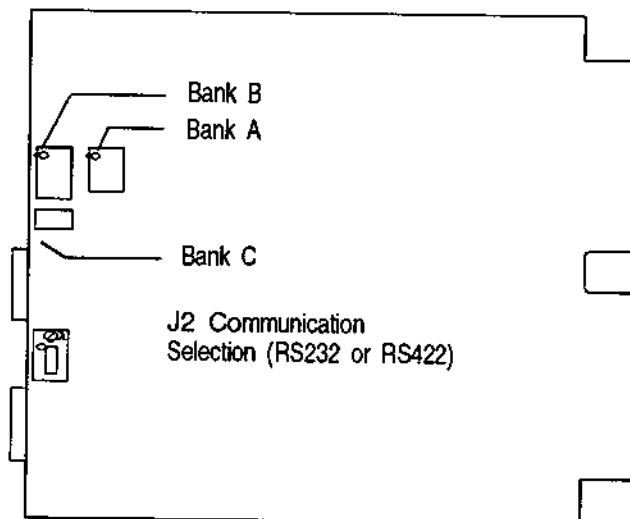 Bank B
Bank A
Bank C
J2 Communication
Selection (RS232 or RS422)